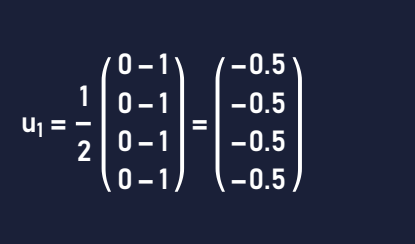 u₁ = 1/2 (0 – 1
0 – 1
0 – 1
0 – 1) = (–0.5
–0.5
–0.5
–0.5)